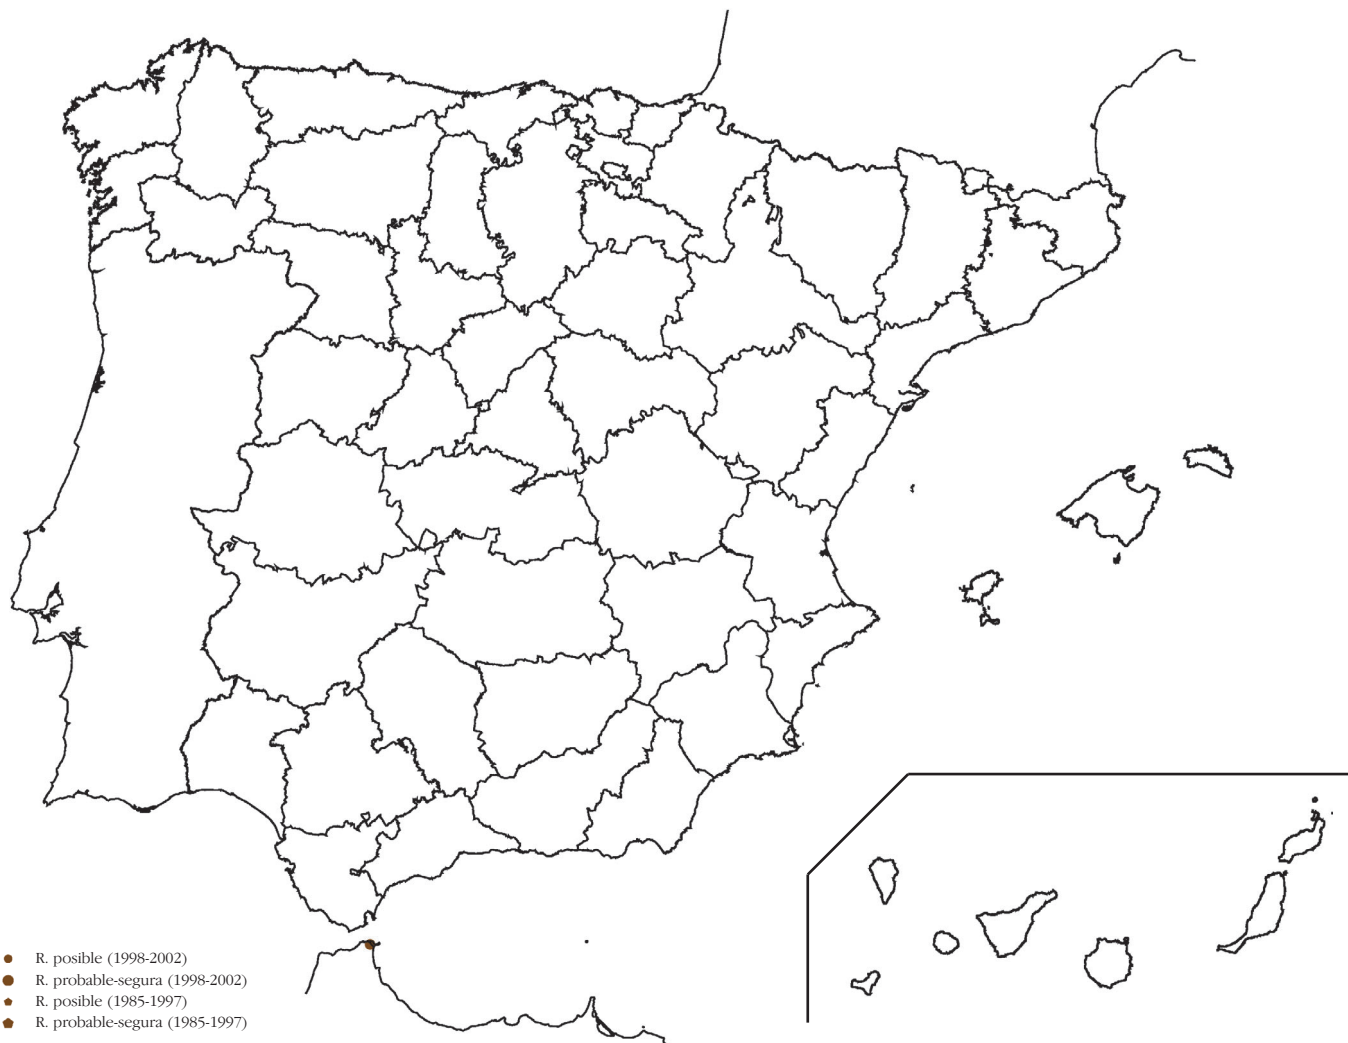 R. posible (1998-2002)
R. probable-segura (1998-2002)
R. posible (1985-1997)
R. probable-segura (1985-1997)